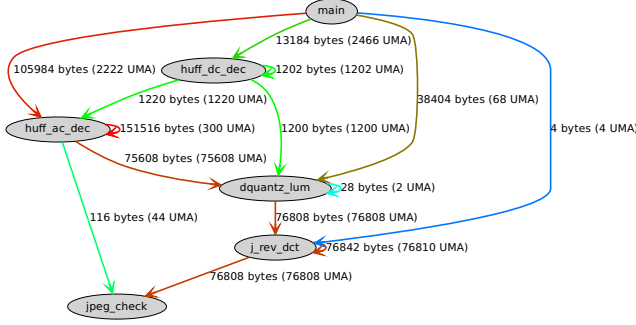 main
13184 bytes (2466 UMA)
105984 bytes (2222 UMA)
huff_dc_dec
1202 bytes (1202 UMA)
1220 bytes (1220 UMA)
38404 bytes (68 UMA)
huff_ac_dec
151516 bytes (300 UMA)
1200 bytes (1200 UMA)
4 bytes (4 UMA)
75608 bytes (75608 UMA)
dquantz_lum
28 bytes (2 UMA)
116 bytes (44 UMA)
76808 bytes (76808 UMA)
j_rev_dct
76842 bytes (76810 UMA)
76808 bytes (76808 UMA)
jpeg_check